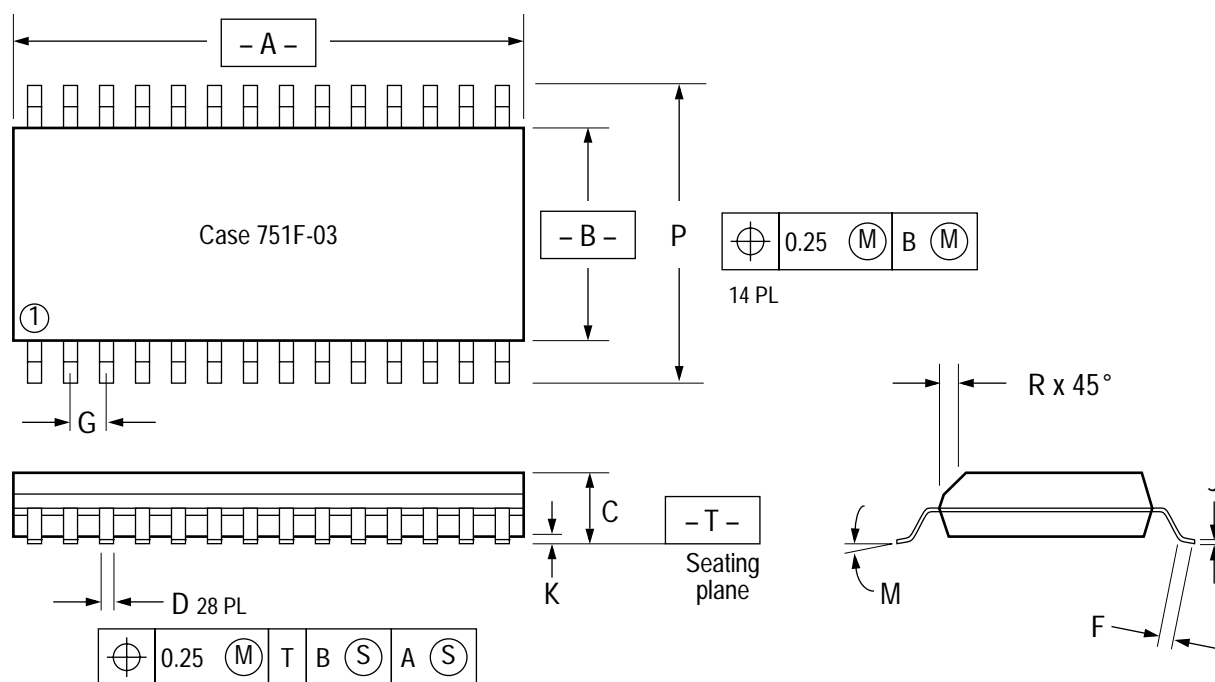 – A –
Case 751F-03
1
– B –
P
0.25 M B M
14 PL
G
R x 45°
C
– T –
Seating
plane
K
M
F
D 28 PL
0.25 M T B S A S